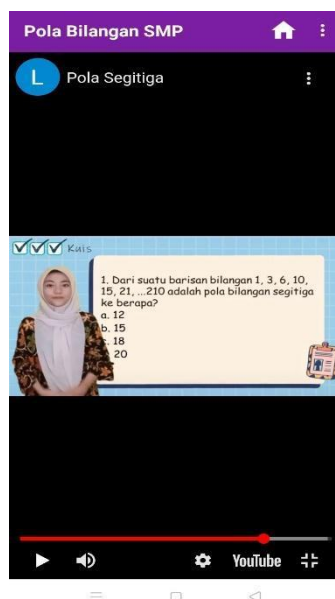 Pola Bilangan SMP
L
Pola Segitiga
Kuis
1. Dari suatu barisan bilangan 1, 3, 6, 10,
15, 21, ...210 adalah pola bilangan segitiga
ke berapa?
a. 12
b. 15
c. 18
20
YouTube